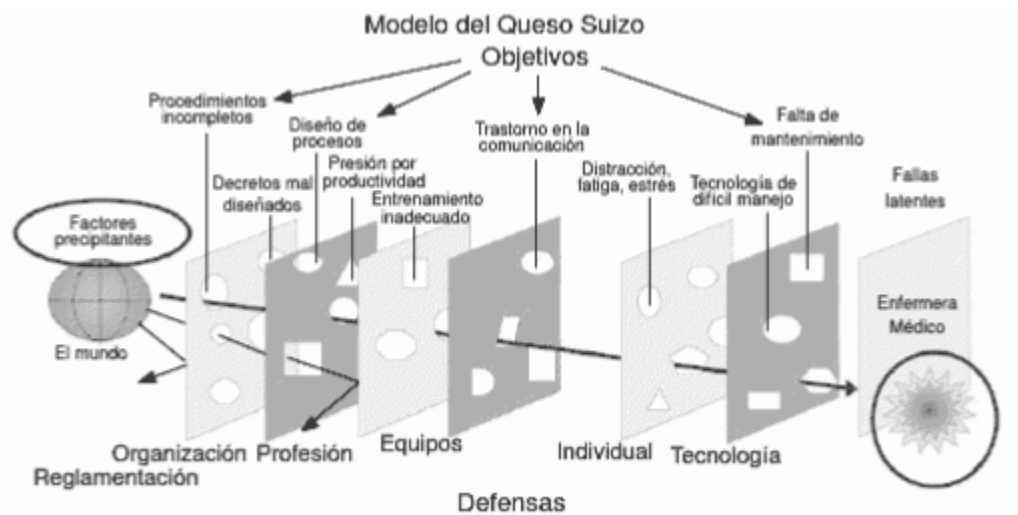 Modelo del Queso Suizo
Objetivos
Procedimientos
incompletos
Diseño de
procesos
Trastorno en la
comunicación
Falta de
mantenimiento
Presión por
productividad
Decretos mal
diseñados
Entrenamiento
inadecuado
Distracción,
fatiga, estrés
Tecnología de
difícil manejo
Fallas
latentes
Factores
precipitantes
El mundo
Enfermera
Médico
Organización
Reglamentación
Profesión
Equipos
Individual
Tecnología
Defensas